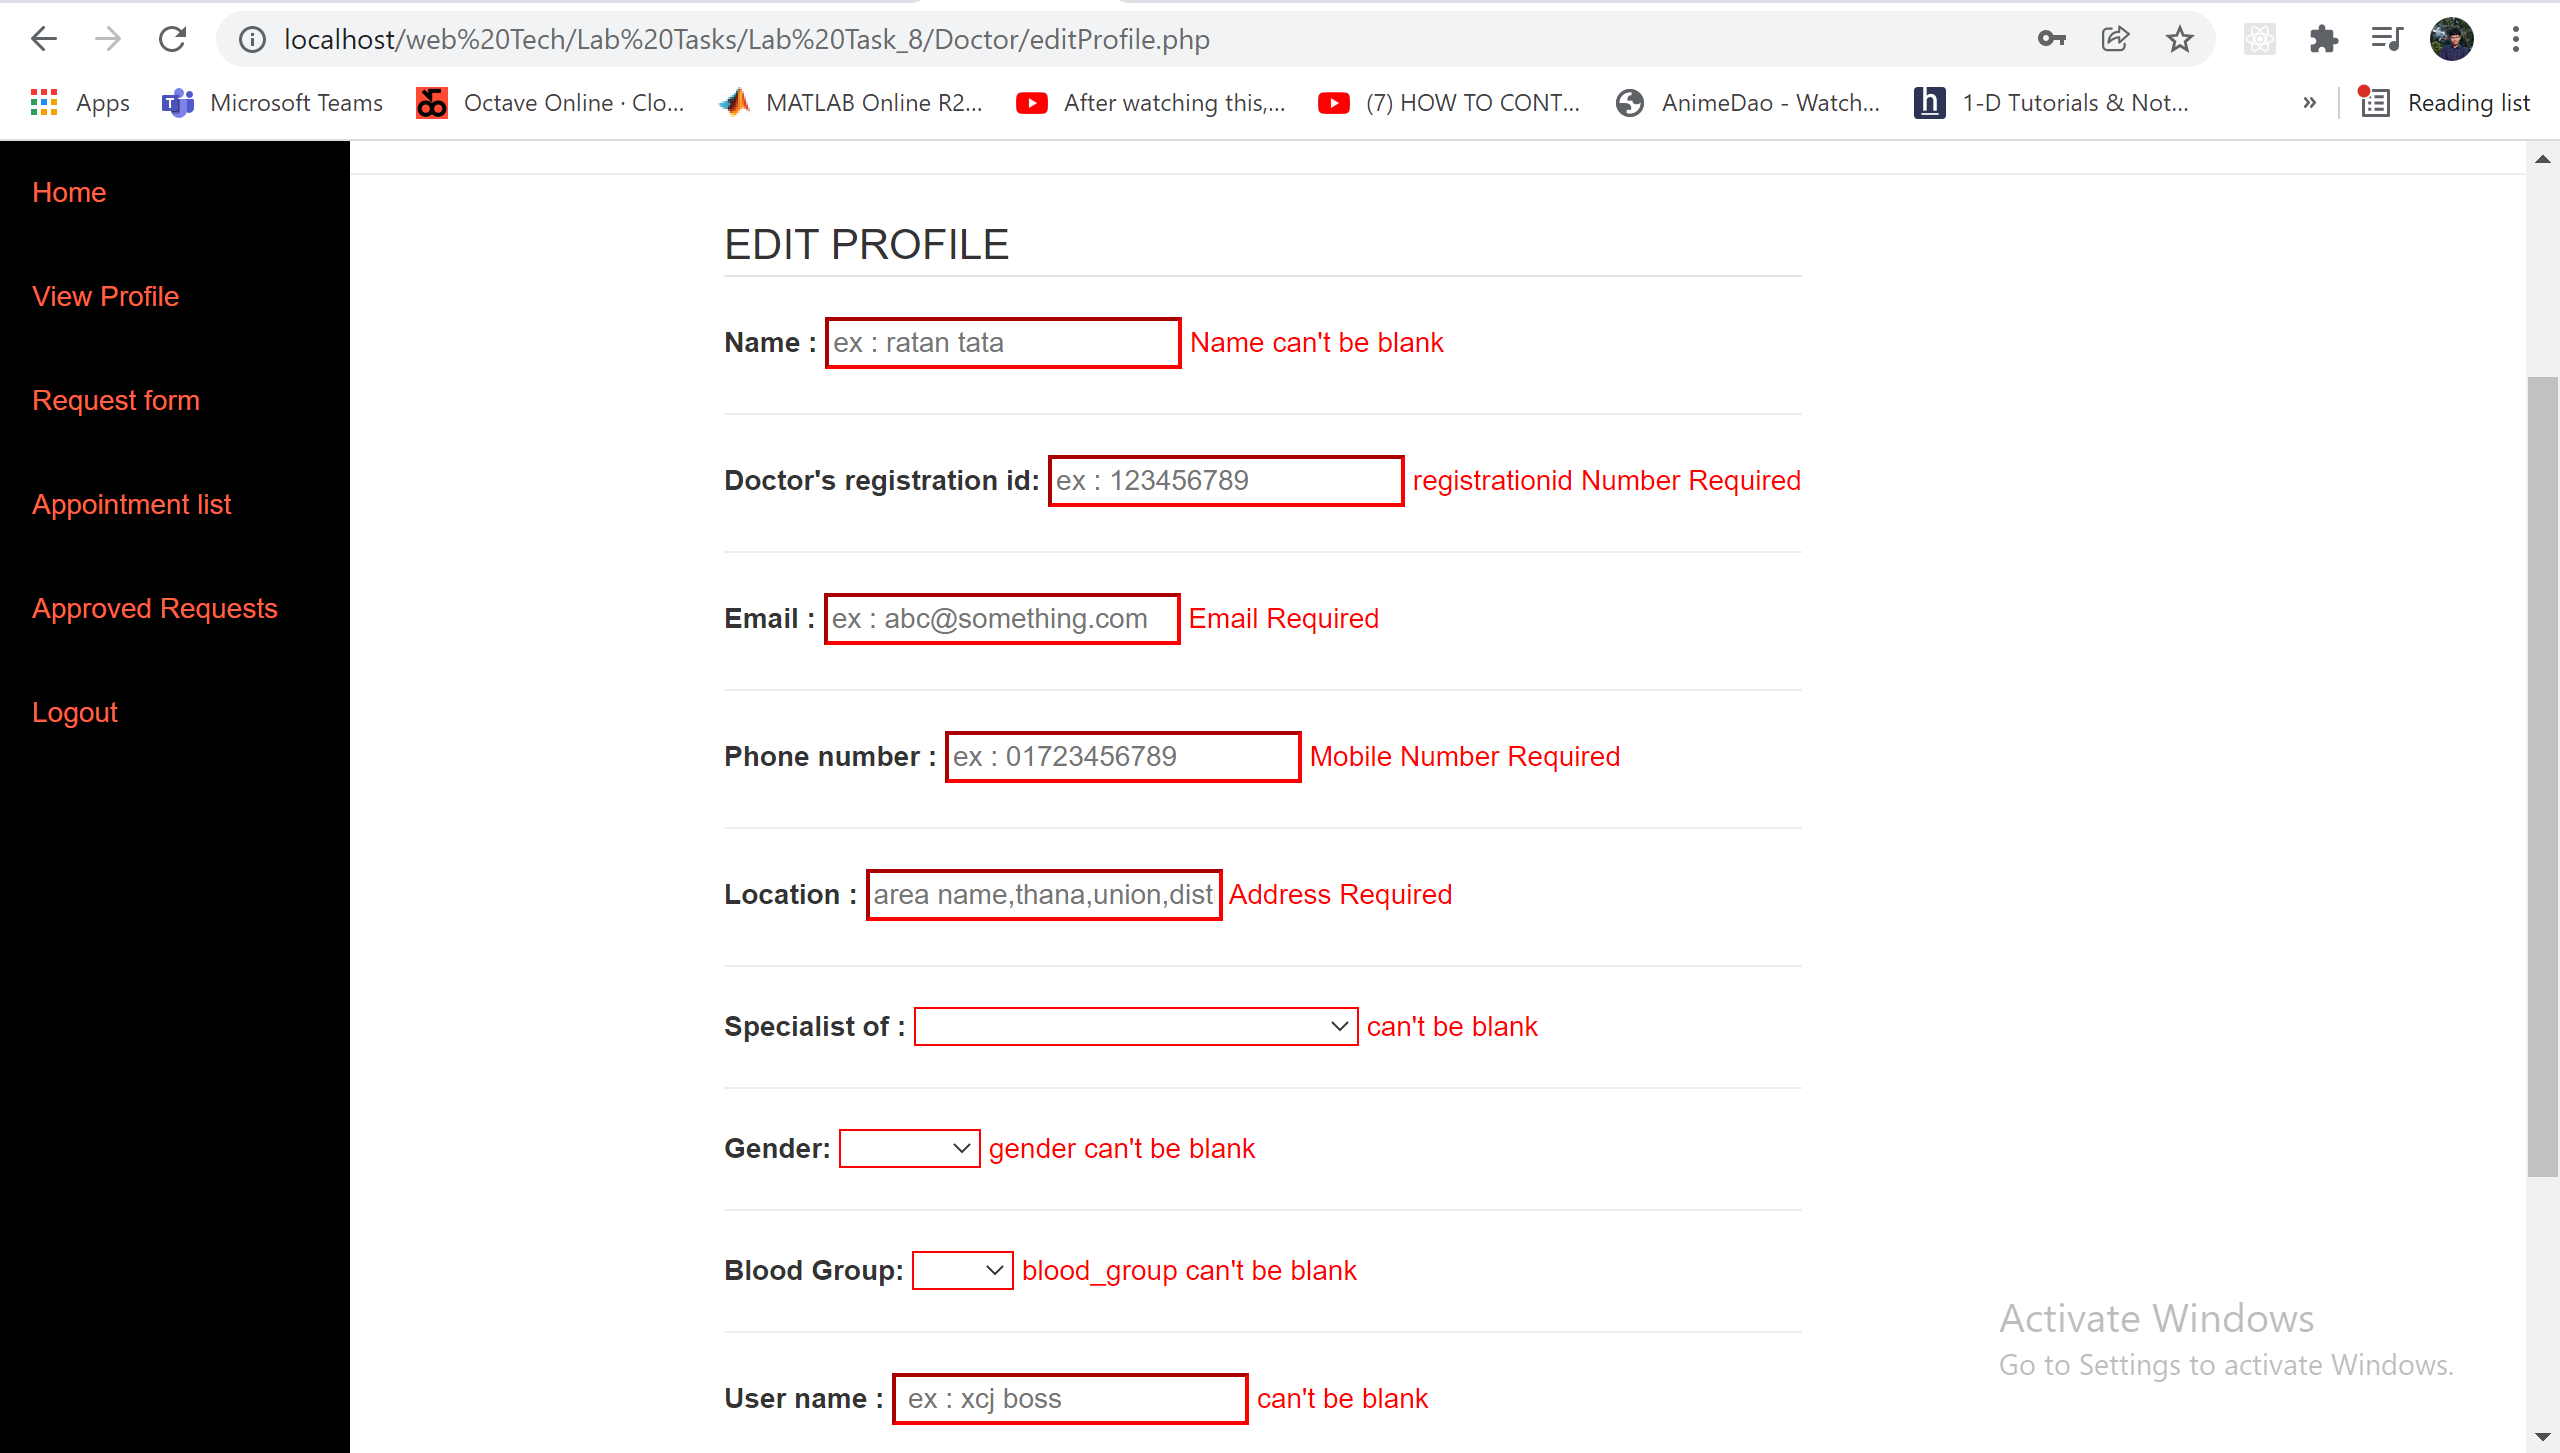 localhost/web%20Tech/Lab%20Tasks/Lab%20Task_8/Doctor/editProfile.php
Apps Microsoft Teams Octave Online · Clo... MATLAB Online R2... After watching this,... (7) HOW TO CONT... AnimeDao - Watch... 1-D Tutorials & Not... » Reading list
Home
View Profile
Request form
Appointment list
Approved Requests
Logout
EDIT PROFILE
Name : ex : ratan tata Name can't be blank
Doctor's registration id: ex : 123456789 registrationid Number Required
Email : ex : abc@something.com Email Required
Phone number : ex : 01723456789 Mobile Number Required
Location : area name,thana,union,dist Address Required
Specialist of : can't be blank
Gender: gender can't be blank
Blood Group: blood_group can't be blank
User name : ex : xcj boss can't be blank
Activate Windows
Go to Settings to activate Windows.